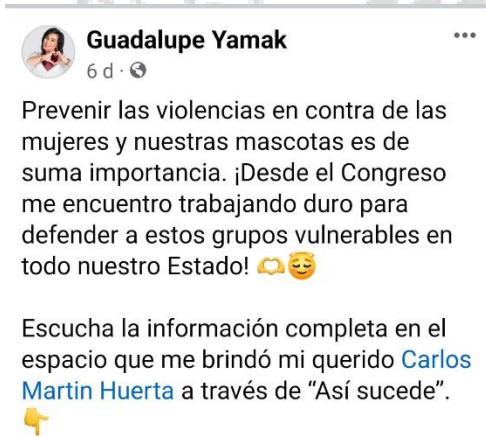 Guadalupe Yamak
6 d ·
Prevenir las violencias en contra de las
mujeres y nuestras mascotas es de
suma importancia. ¡Desde el Congreso
me encuentro trabajando duro para
defender a estos grupos vulnerables en
todo nuestro Estado! 🫶😇
Escucha la información completa en el
espacio que me brindó mi querido Carlos
Martin Huerta a través de “Así sucede”.
👇